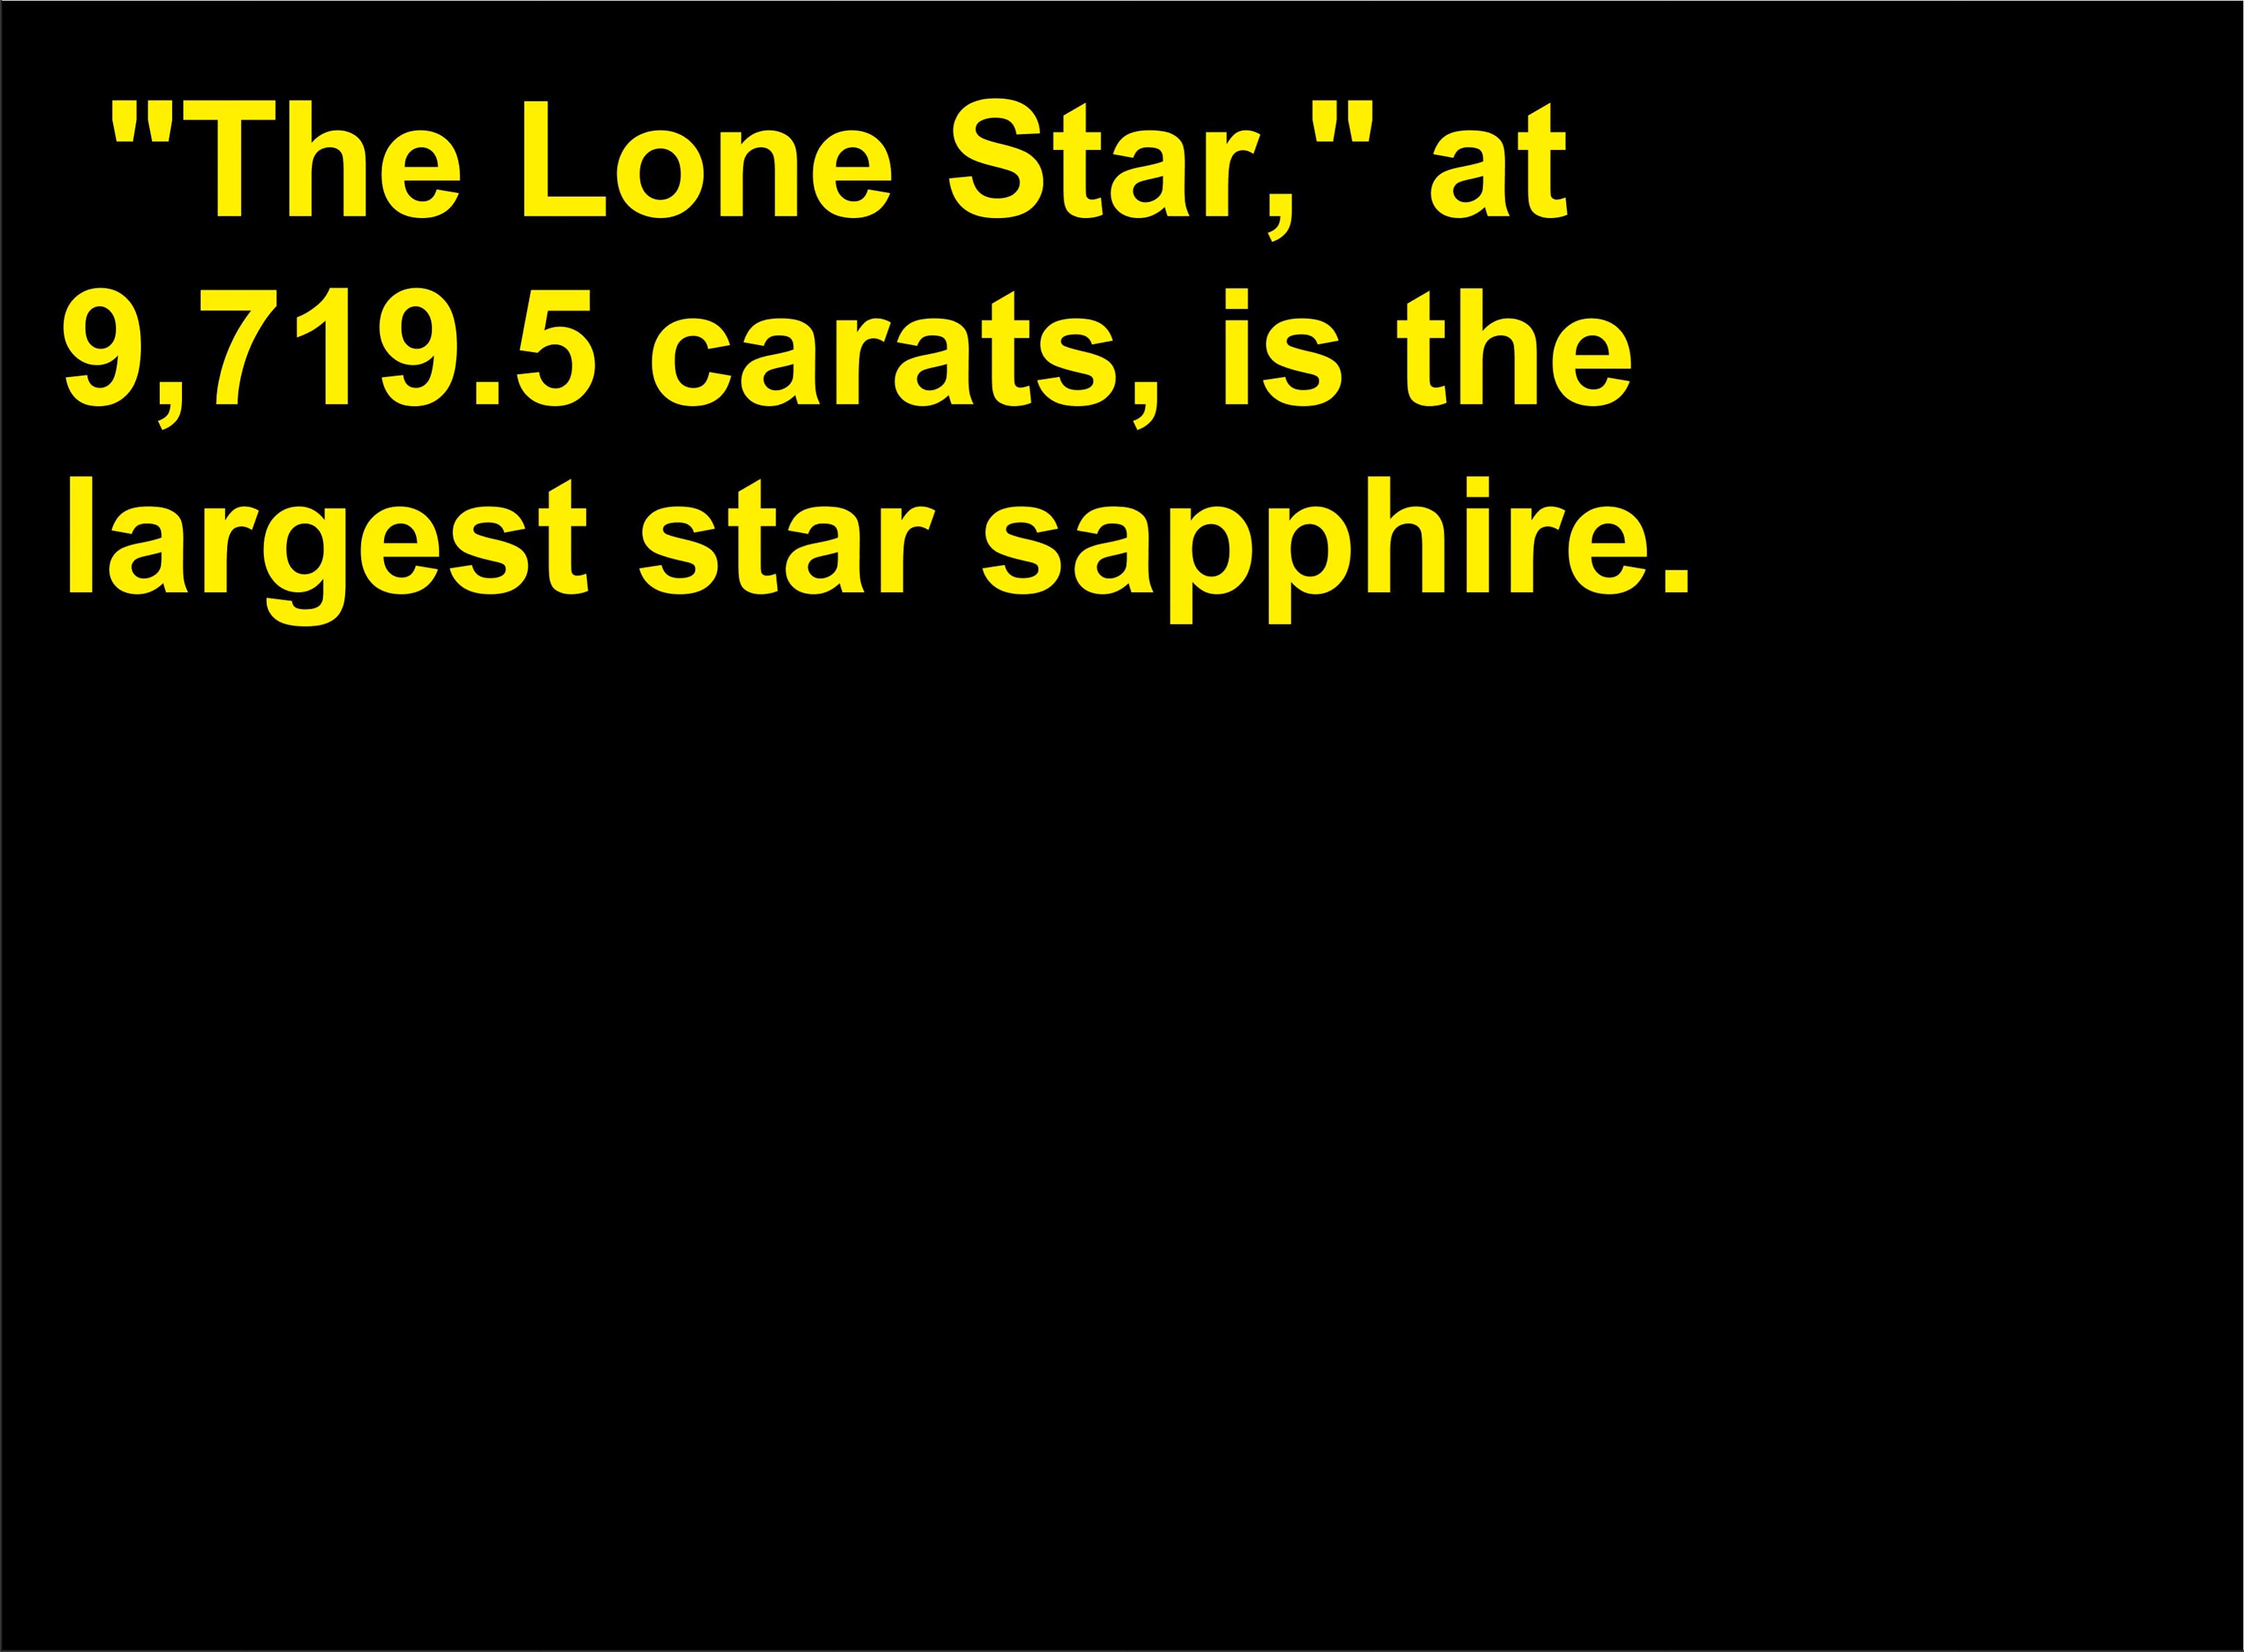 "The Lone Star," at
9,719.5 carats, is the
largest star sapphire.